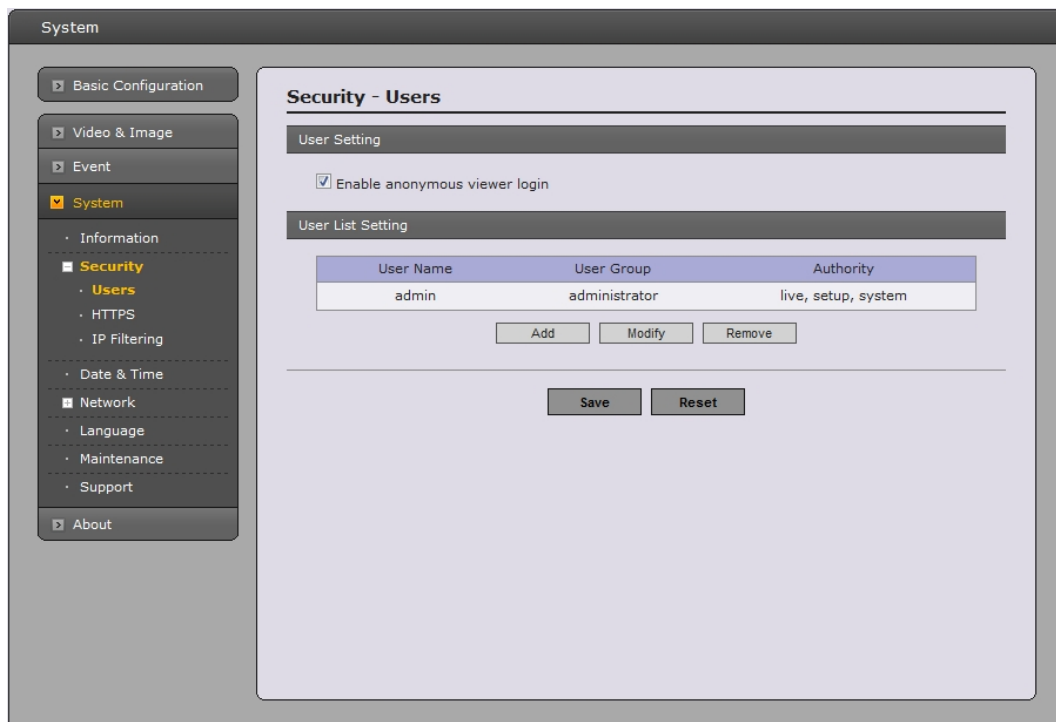 System
Basic Configuration
Video & Image
Event
System
· Information
Security
· Users
· HTTPS
· IP Filtering
· Date & Time
Network
· Language
· Maintenance
· Support
About
Security - Users
User Setting
Enable anonymous viewer login
User List Setting
User Name User Group Authority
admin administrator live, setup, system
Add Modify Remove
Save Reset